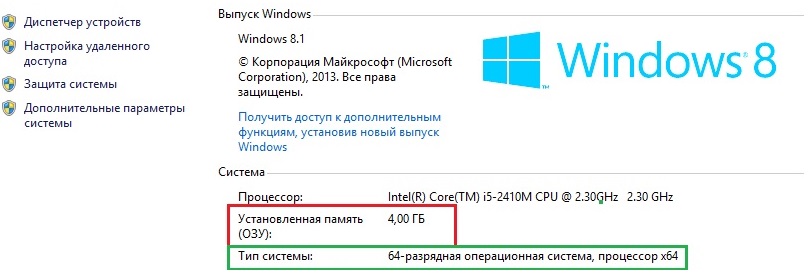 Диспетчер устройств
Настройка удаленного
доступа
Защита системы
Дополнительные параметры
системы
Выпуск Windows
Windows 8.1
© Корпорация Майкрософт (Microsoft
Corporation), 2013. Все права
защищены.
Получить доступ к дополнительным
функциям, установив новый выпуск
Windows
Windows 8
Система
Процессор: Intel(R) Core(TM) i5-2410M CPU @ 2.30GHz 2.30 GHz
Установленная память 4,00 ГБ
(ОЗУ):
Тип системы: 64-разрядная операционная система, процессор x64